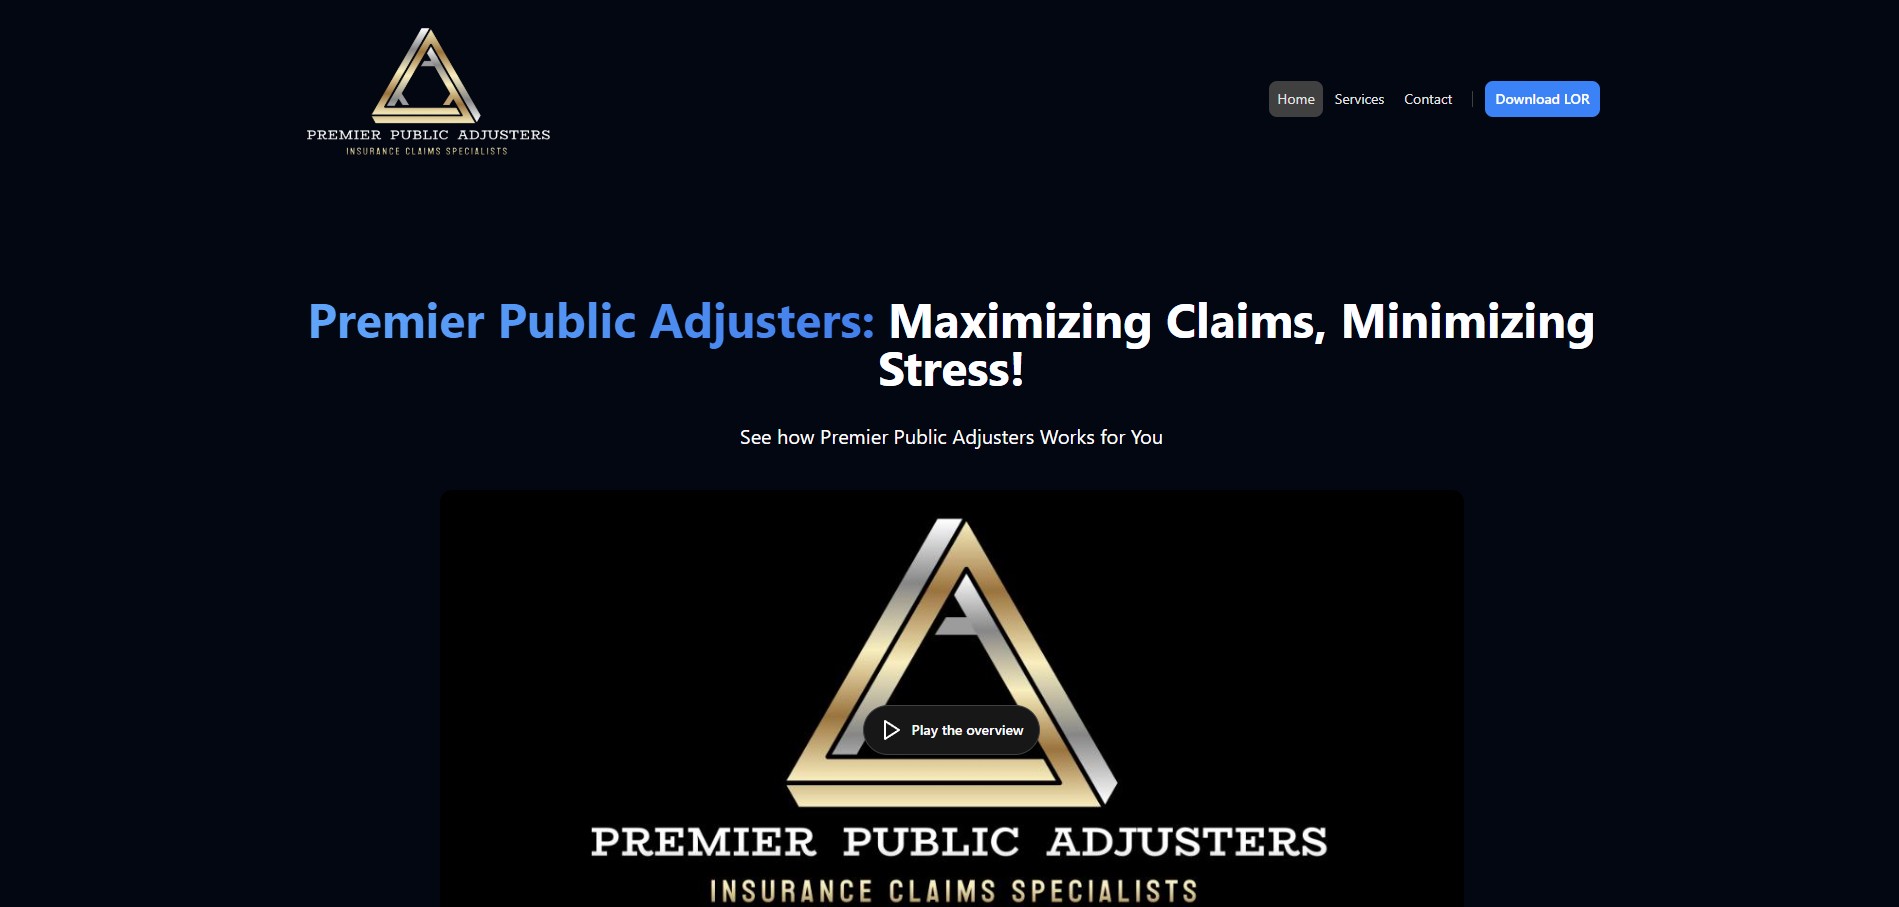 PREMIER PUBLIC ADJUSTERS
INSURANCE CLAIMS SPECIALISTS
Home Services Contact Download LOR
Premier Public Adjusters: Maximizing Claims, Minimizing
Stress!
See how Premier Public Adjusters Works for You
Play the overview
PREMIER PUBLIC ADJUSTERS
INSURANCE CLAIMS SPECIALISTS